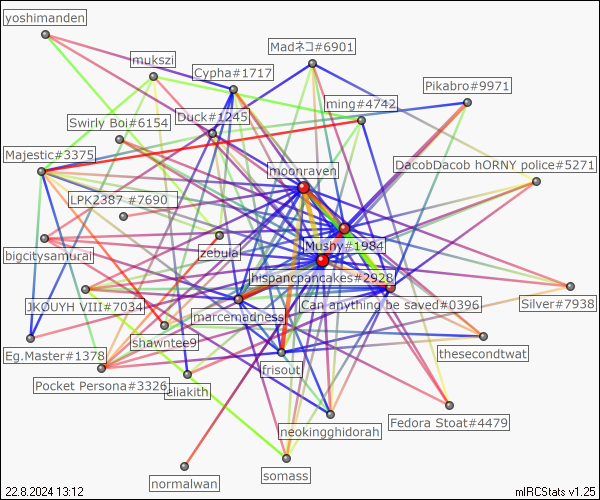 yoshimanden
Madネコ#6901
mukszi
Cypha#1717
Pikabro#9971
ming#4742
Duck#1245
Swirly Boi#6154
Majestic#3375
DacobDacob hORNY police#5271
moonraven
LPK2387 #7690
Mushy#1984
bigcitysamurai
zebula
hispancpancakes#2928
JKOUYH VIII#7034
Can anything be saved#0396
Silver#7938
marcemadness
shawntee9
Eg.Master#1378
thesecondtwat
frisout
Pocket Persona#3326
eliakith
Fedora Stoat#4479
neokingghidorah
somass
normalwan
22.8.2024 13:12
mIRCStats v1.25